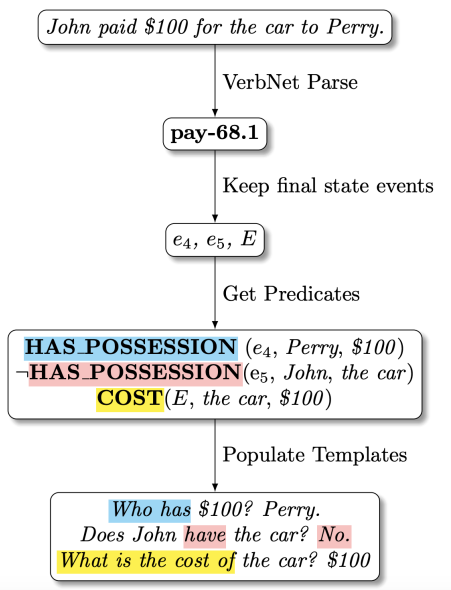 John paid $100 for the car to Perry.
VerbNet Parse
pay-68.1
Keep final state events
e₄, e₅, E
Get Predicates
HAS_POSSESSION (e₄, Perry, $100)
¬HAS_POSSESSION(e₅, John, the car)
COST(E, the car, $100)
Populate Templates
Who has $100? Perry.
Does John have the car? No.
What is the cost of the car? $100